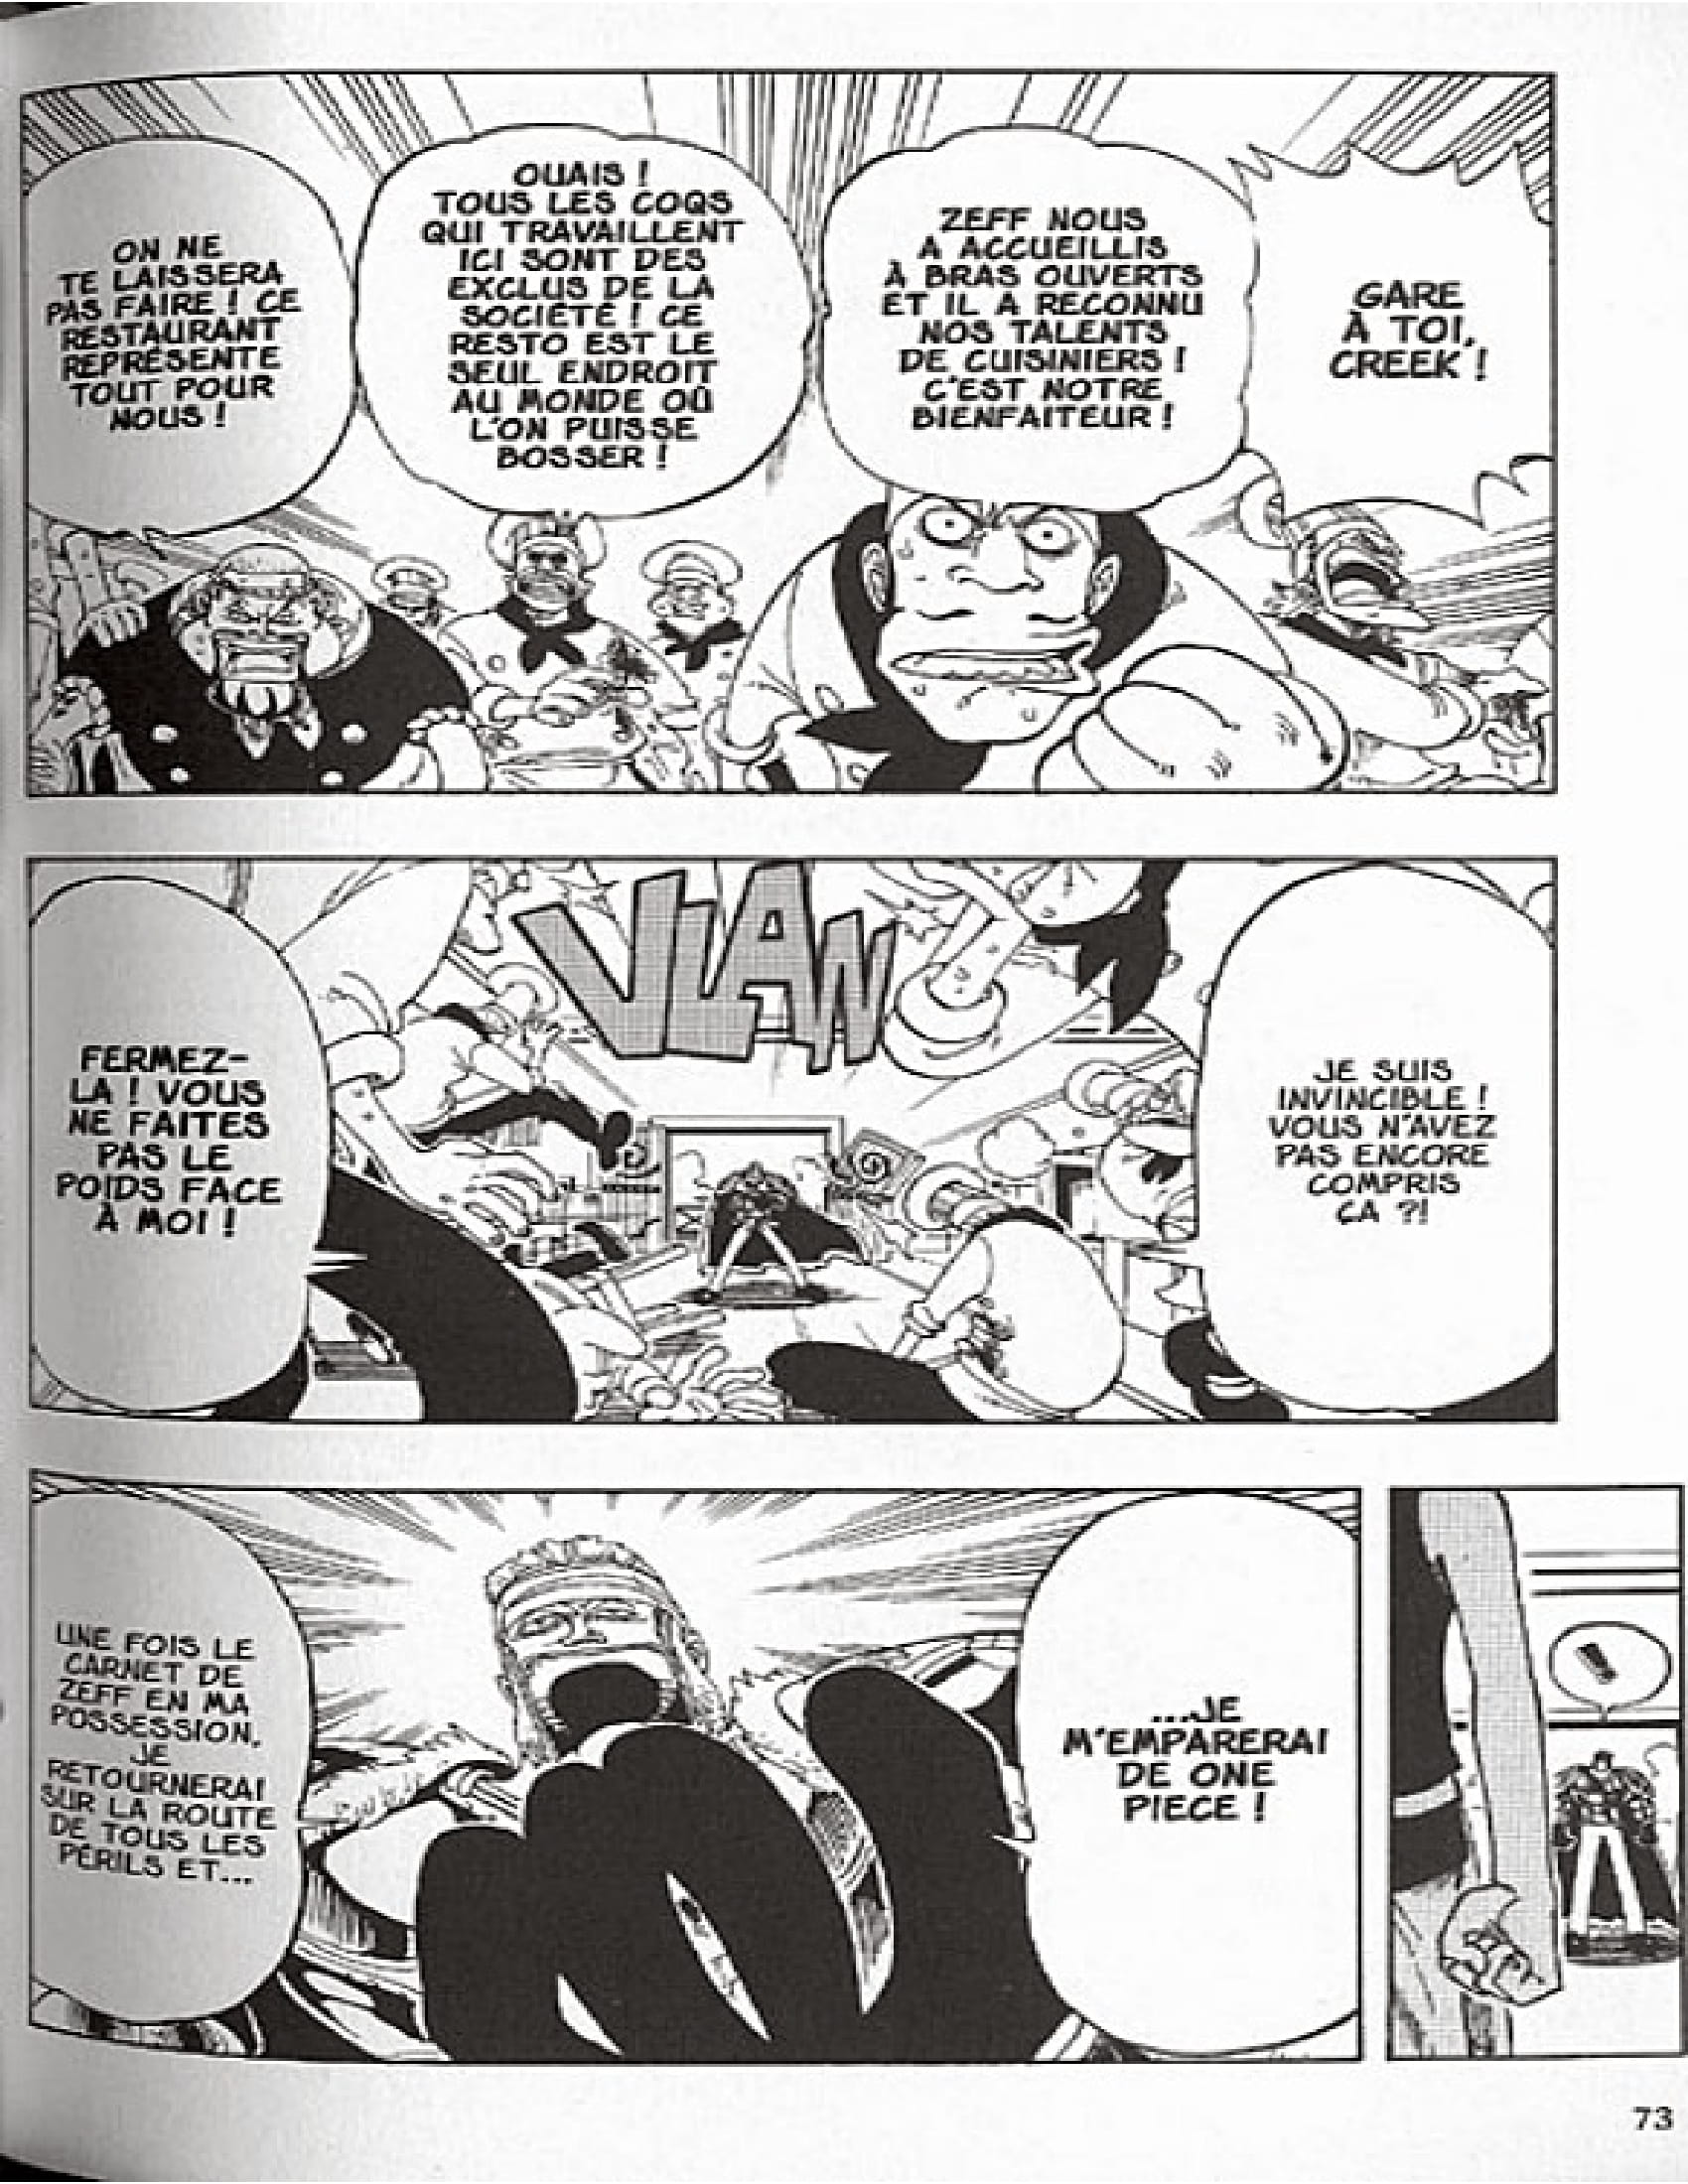 ON NE
TE LAISSERA
PAS FAIRE ! CE
RESTAURANT
REPRÉSENTE
TOUT POUR
NOUS !
OUAIS !
TOUS LES COQS
QUI TRAVAILLENT
ICI SONT DES
EXCLUS DE LA
SOCIÉTÉ ! CE
RESTO EST LE
SEUL ENDROIT
AU MONDE OÙ
L'ON PUISSE
BOSSER !
ZEFF NOUS
A ACCUEILLIS
À BRAS OUVERTS
ET IL A RECONNU
NOS TALENTS
DE CUISINIERS !
C'EST NOTRE
BIENFAITEUR !
GARE
À TOI,
CREEK !
FERMEZ-
LA ! VOUS
NE FAITES
PAS LE
POIDS FACE
À MOI !
VLAN
JE SUIS
INVINCIBLE !
VOUS N'AVEZ
PAS ENCORE
COMPRIS
ÇA ?!
UNE FOIS LE
CARNET DE
ZEFF EN MA
POSSESSION,
JE
RETOURNERAI
SUR LA ROUTE
DE TOUS LES
PÉRILS ET...
...JE
M'EMPARERAI
DE ONE
PIECE !
!
73